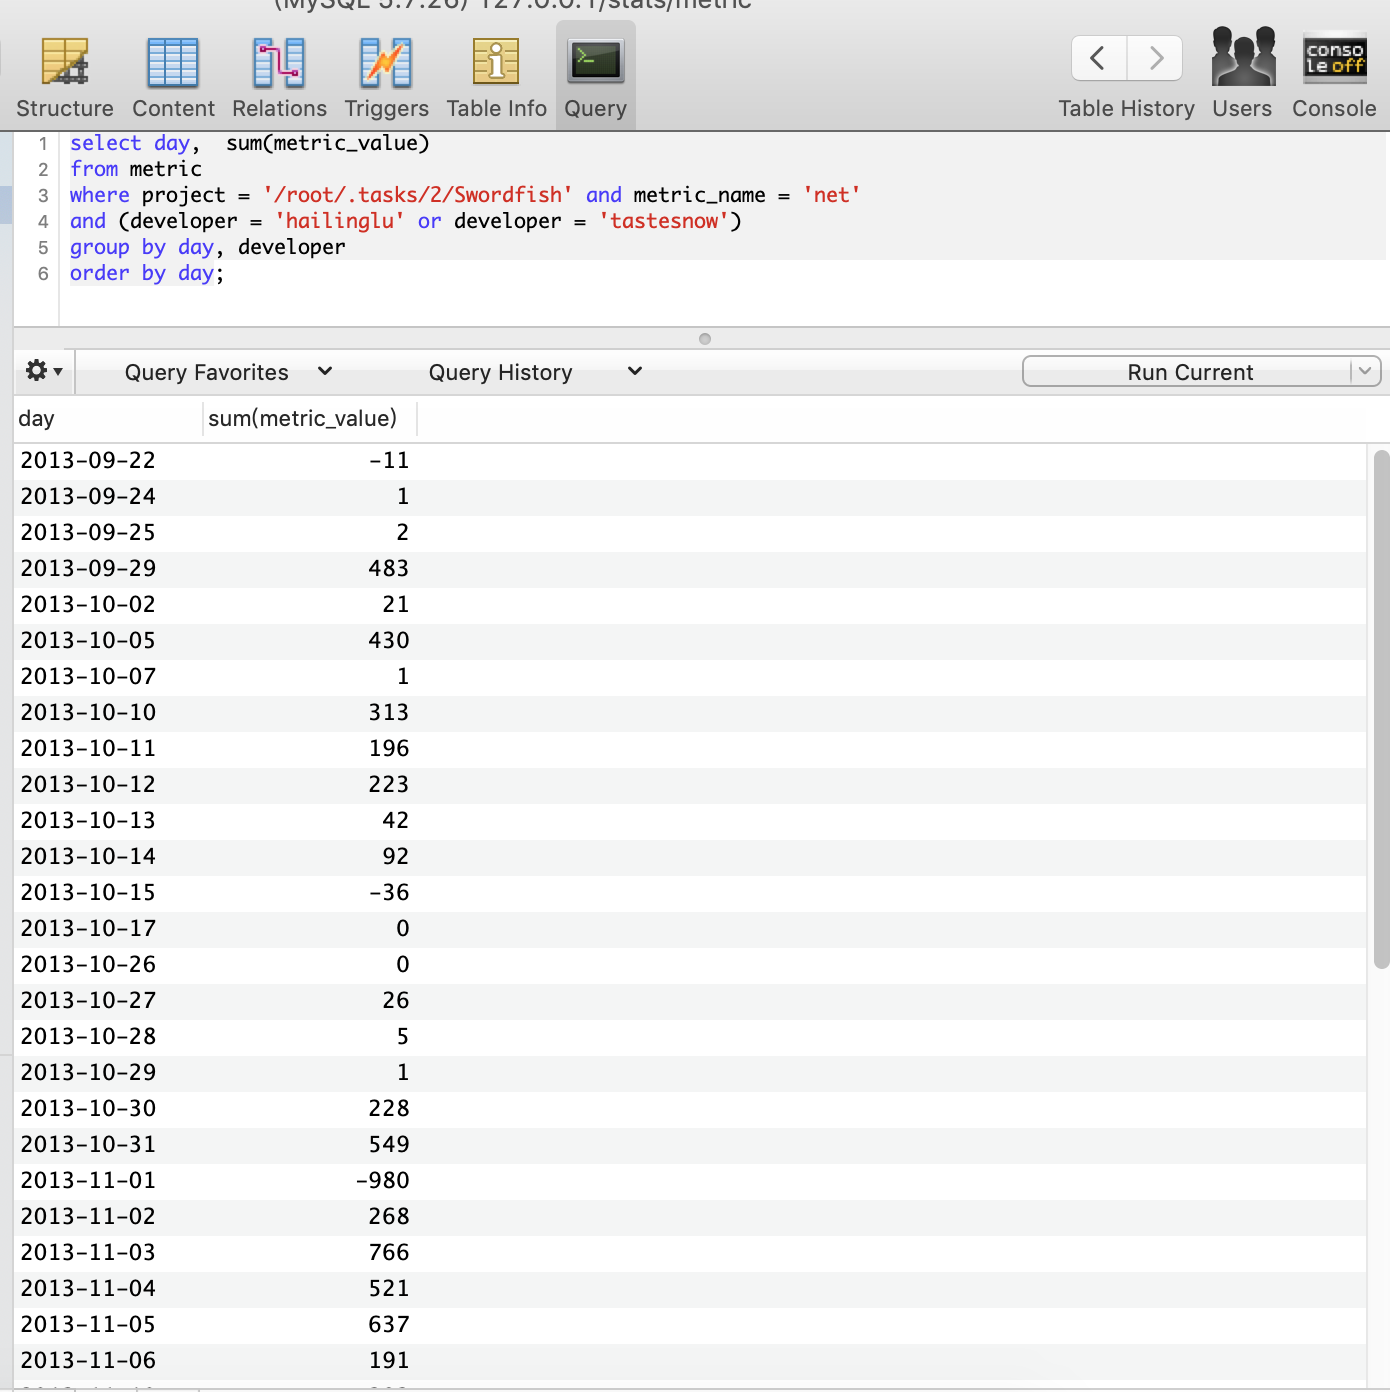 (MySQL 5.7.26) 127.0.0.1/stats/metric
Structure Content Relations Triggers Table Info Query Table History Users Console
conso
le off
1 select day,  sum(metric_value)
2 from metric
3 where project = '/root/.tasks/2/Swordfish' and metric_name = 'net'
4 and (developer = 'hailinglu' or developer = 'tastesnow')
5 group by day, developer
6 order by day;
Query Favorites Query History Run Current
day sum(metric_value)
2013-09-22 -11
2013-09-24 1
2013-09-25 2
2013-09-29 483
2013-10-02 21
2013-10-05 430
2013-10-07 1
2013-10-10 313
2013-10-11 196
2013-10-12 223
2013-10-13 42
2013-10-14 92
2013-10-15 -36
2013-10-17 0
2013-10-26 0
2013-10-27 26
2013-10-28 5
2013-10-29 1
2013-10-30 228
2013-10-31 549
2013-11-01 -980
2013-11-02 268
2013-11-03 766
2013-11-04 521
2013-11-05 637
2013-11-06 191